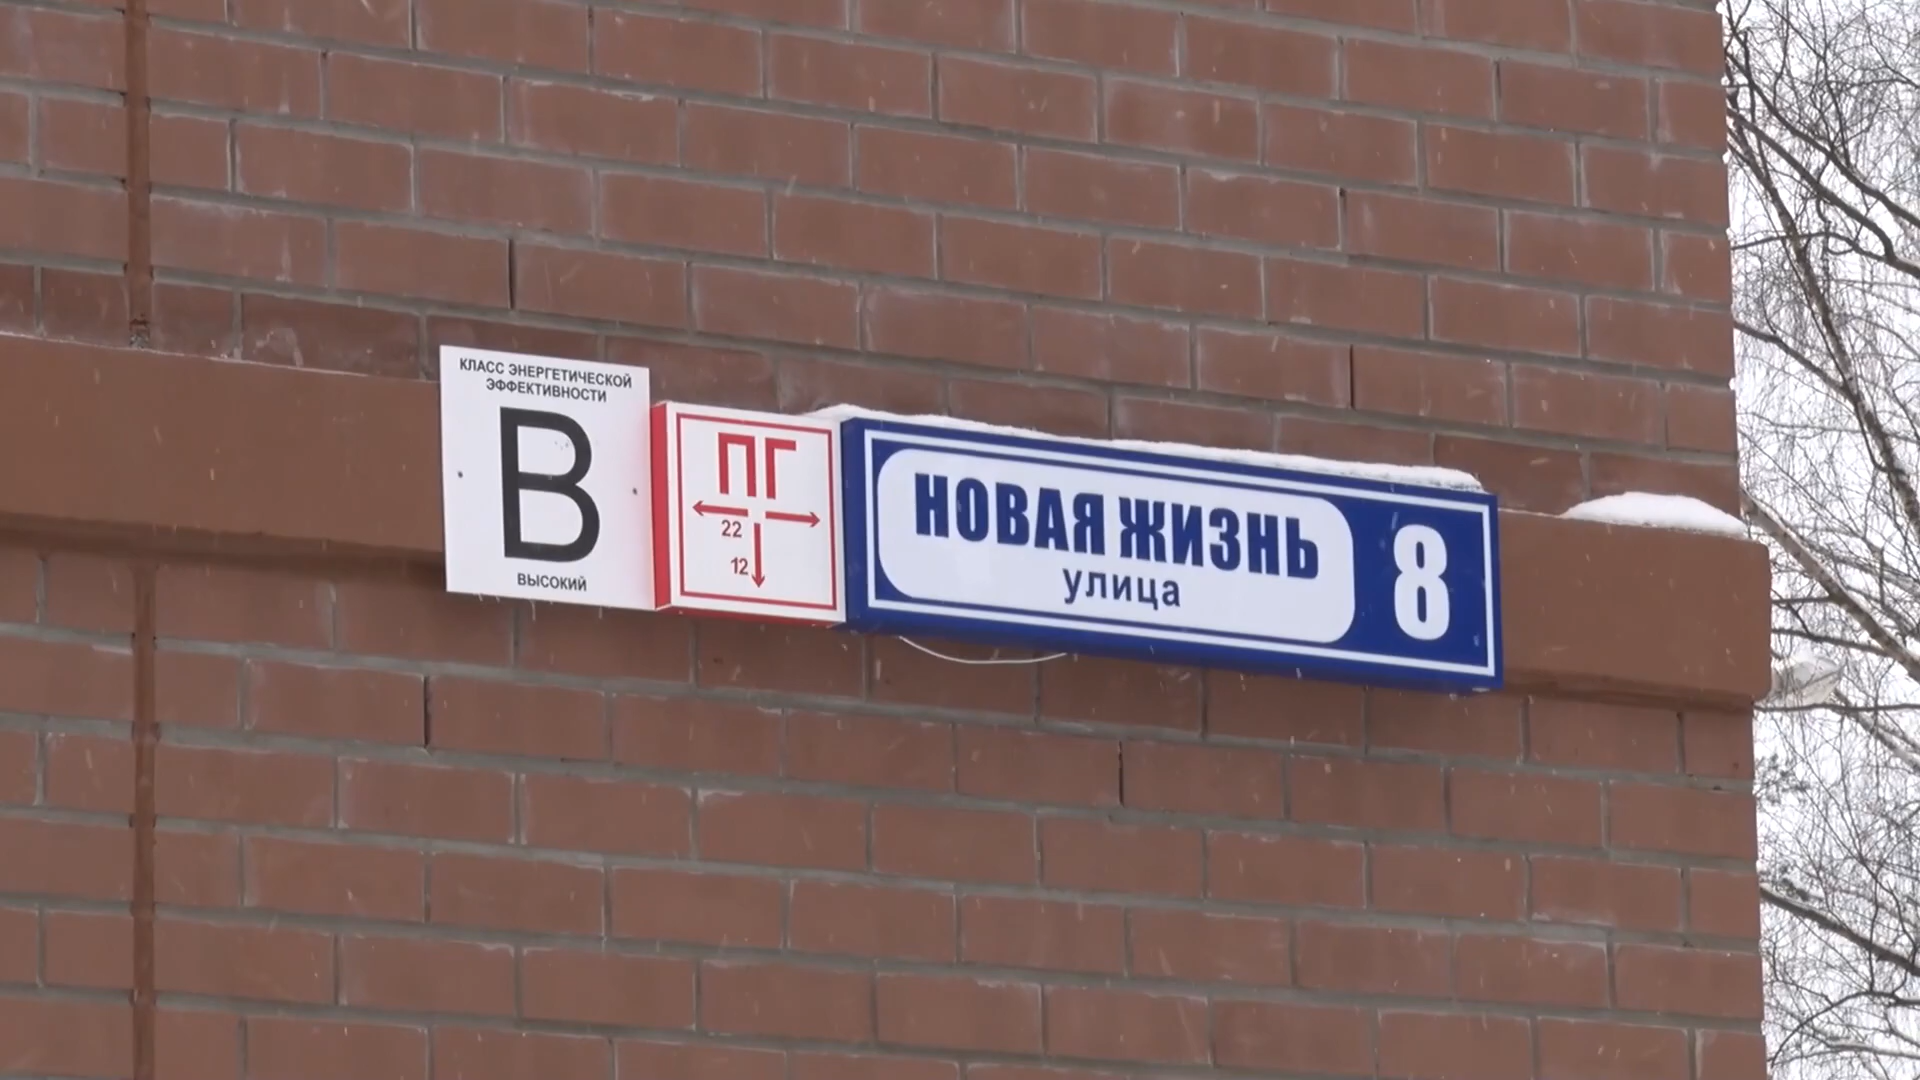 КЛАСС ЭНЕРГЕТИЧЕСКОЙ
ЭФФЕКТИВНОСТИ
В
ВЫСОКИЙ
ПГ
22
12
НОВАЯ ЖИЗНЬ
улица
8